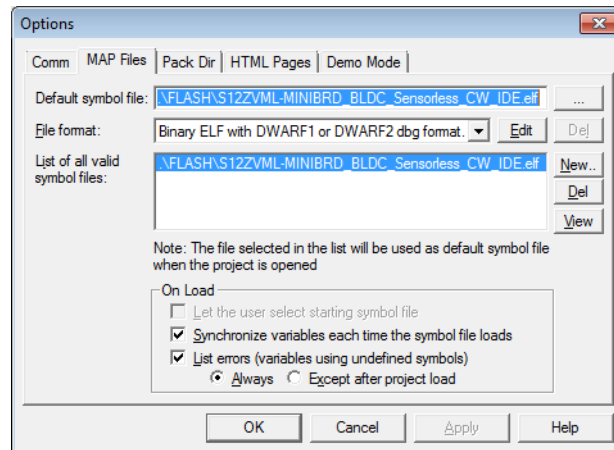 Options
Comm MAP Files Pack Dir HTML Pages Demo Mode
Default symbol file: .\FLASH\S12ZVML-MINIBRD_BLDC_Sensorless_CW_IDE.elf ...
File format: Binary ELF with DWARF1 or DWARF2 dbg format. Edit Del
List of all valid .\FLASH\S12ZVML-MINIBRD_BLDC_Sensorless_CW_IDE.elf New..
symbol files:
Del
View
Note: The file selected in the list will be used as default symbol file
when the project is opened
On Load
Let the user select starting symbol file
Synchronize variables each time the symbol file loads
List errors (variables using undefined symbols)
Always Except after project load
OK Cancel Apply Help